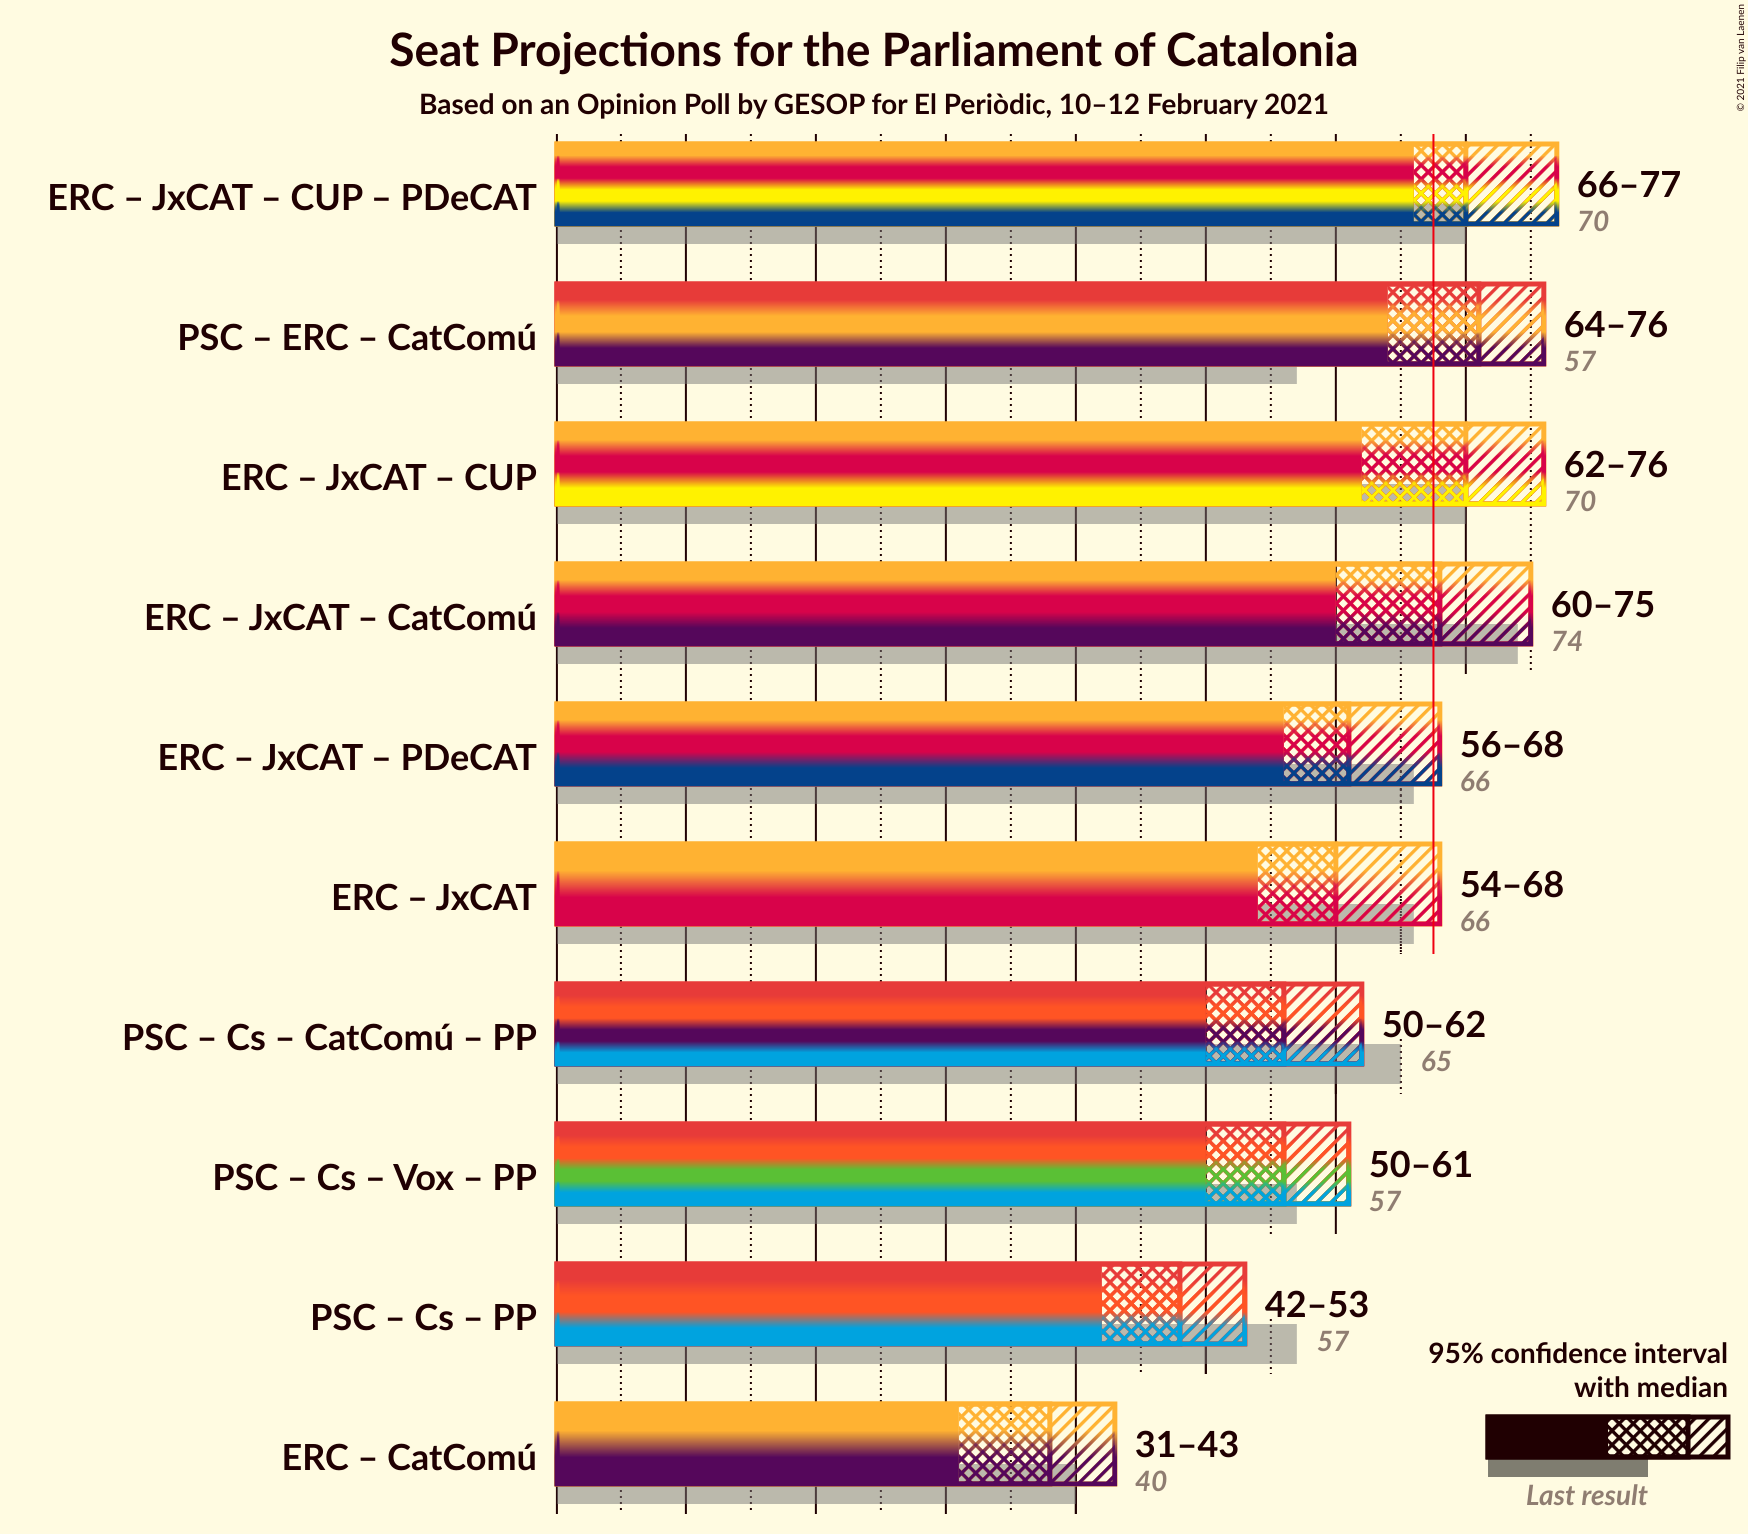 Seat Projections for the Parliament of Catalonia
Based on an Opinion Poll by GESOP for El Periòdic, 10–12 February 2021
© 2021 Filip van Laenen
ERC – JxCAT – CUP – PDeCAT
66–77
70
PSC – ERC – CatComú
64–76
57
ERC – JxCAT – CUP
62–76
70
ERC – JxCAT – CatComú
60–75
74
ERC – JxCAT – PDeCAT
56–68
66
ERC – JxCAT
54–68
66
PSC – Cs – CatComú – PP
50–62
65
PSC – Cs – Vox – PP
50–61
57
PSC – Cs – PP
42–53
57
ERC – CatComú
31–43
40
95% confidence interval
with median
Last result